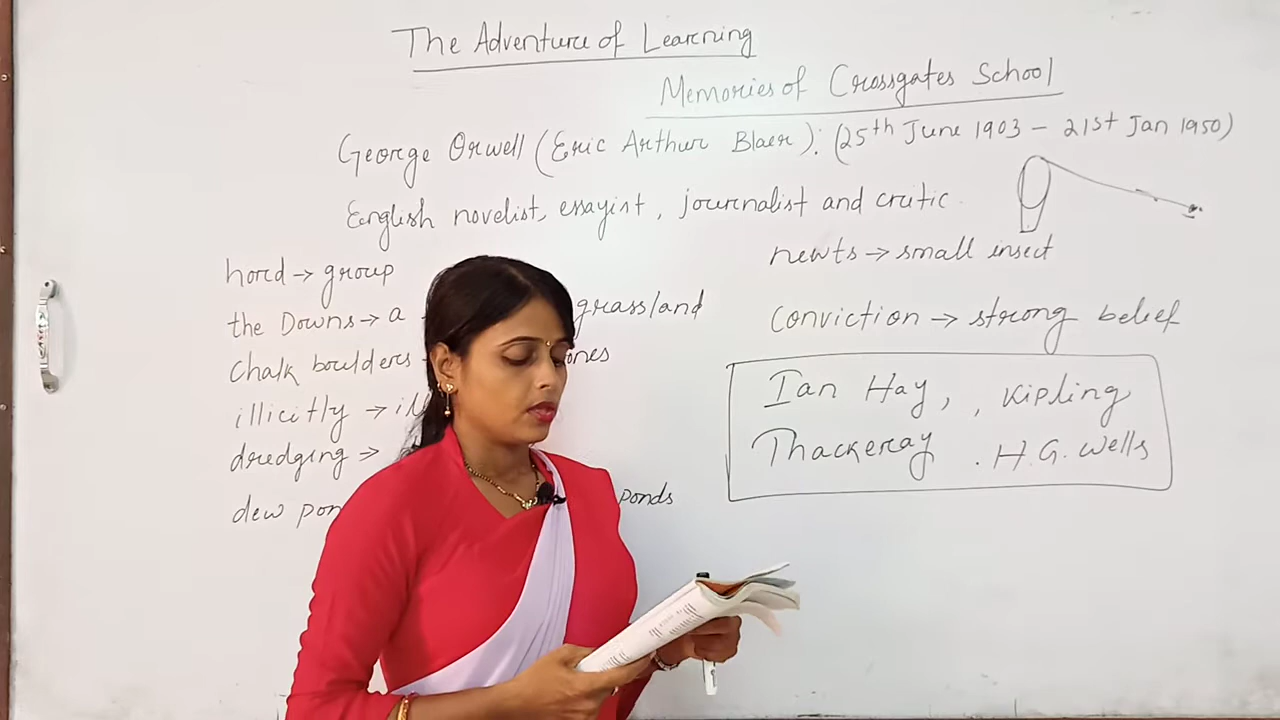 The Adventure of Learning
Memories of Crossgates School
George Orwell (Eric Arthur Blaer): (25th June 1903 - 21st Jan 1950)
English novelist, essayist, journalist and critic
hord → group
the Downs → a grassland
chalk boulders ones
illicitly → ill
dredging →
dew pon ponds
newts → small insect
conviction → strong belief
Ian Hay, , Kipling
Thackeray . H.G. Wells